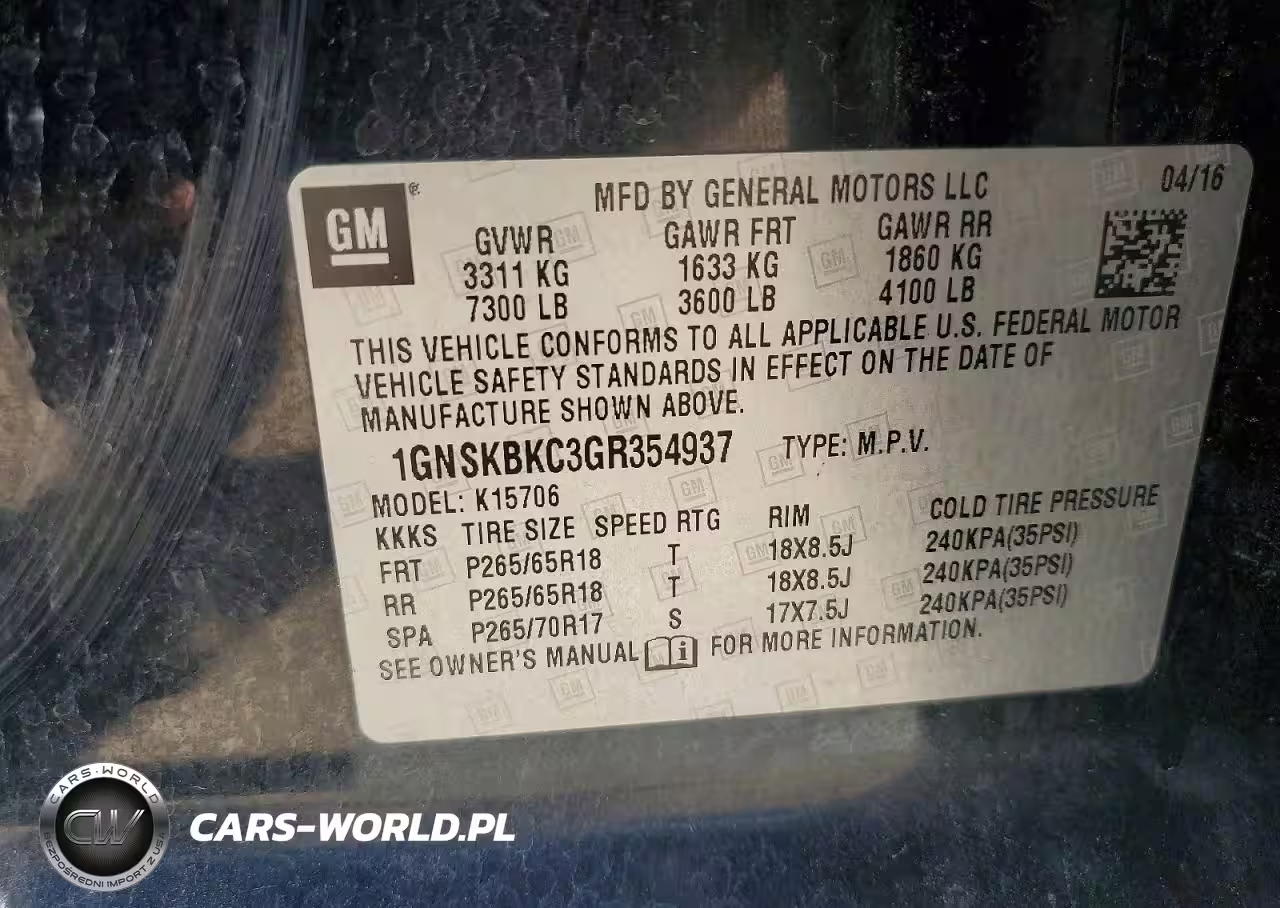 GM
MFD BY GENERAL MOTORS LLC
04/16
GVWR GAWR FRT GAWR RR
3311 KG 1633 KG 1860 KG
7300 LB 3600 LB 4100 LB
THIS VEHICLE CONFORMS TO ALL APPLICABLE U.S. FEDERAL MOTOR
VEHICLE SAFETY STANDARDS IN EFFECT ON THE DATE OF
MANUFACTURE SHOWN ABOVE.
1GNSKBKC3GR354937 TYPE: M.P.V.
MODEL: K15706
KKKS TIRE SIZE SPEED RTG RIM COLD TIRE PRESSURE
FRT P265/65R18 T 18X8.5J 240KPA(35PSI)
RR P265/65R18 T 18X8.5J 240KPA(35PSI)
SPA P265/70R17 S 17X7.5J 240KPA(35PSI)
SEE OWNER'S MANUAL i FOR MORE INFORMATION.
CARS-WORLD
CW
BEZPOŚREDNI IMPORT Z USA
CARS-WORLD.PL